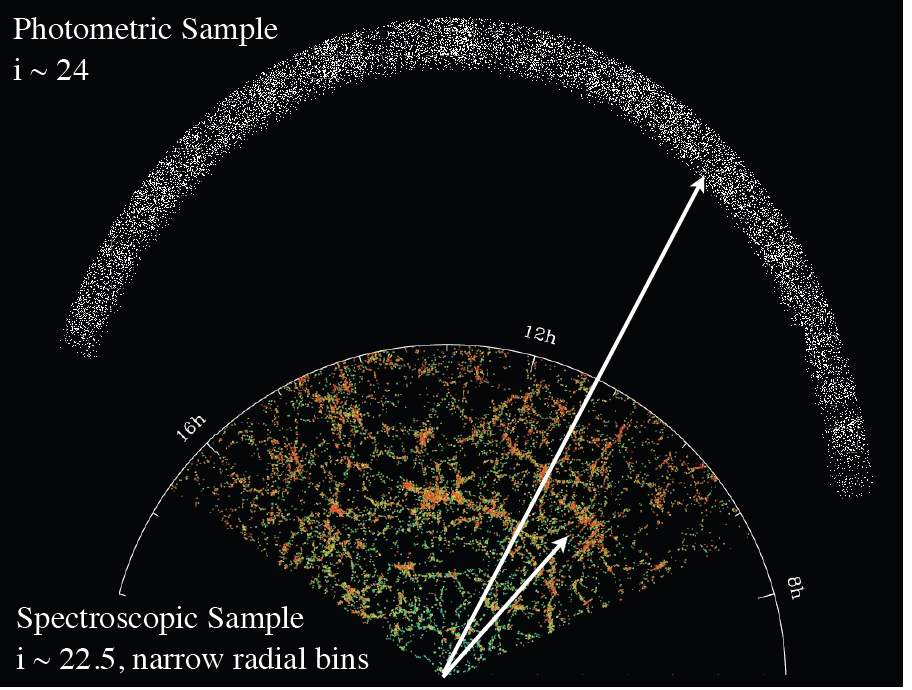 Photometric Sample
i ~ 24
12h
16h
8h
Spectroscopic Sample
i ~ 22.5, narrow radial bins